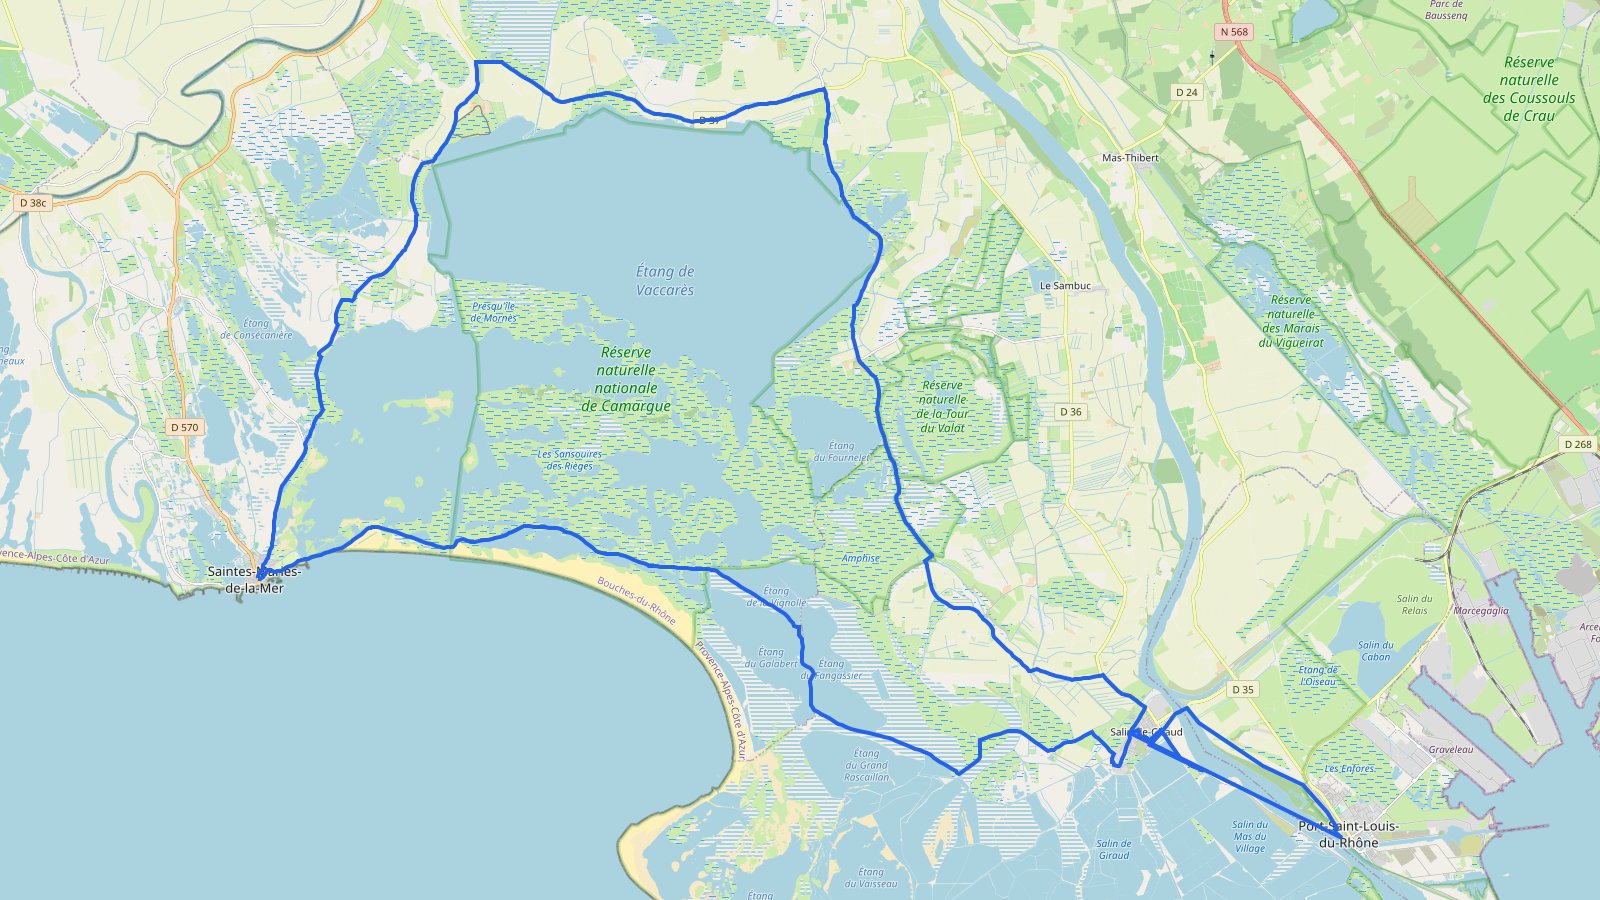 Parc de
Baussenq
N 568
Réserve
naturelle
des Coussouls
de Crau
D 24
D 37
Mas-Thibert
D 38c
Étang de
Vaccarès
Le Sambuc
Presqu'île
de Mornès
Étang
de Consécanière
Réserve
naturelle
des Marais
du Vigueirat
Réserve
naturelle
nationale
de Camargue
Réserve
naturelle
de la Tour
du Valat
D 36
D 570
D 268
Étang
du Fournelet
Les Sansouires
des Rièges
Amphise
Provence-Alpes-Côte d'Azur
Saintes-Maries-
de-la-Mer
Bouches-du-Rhône
Étang
de la Vignolle
Salin du
Relais
Marcegaglia
Salin du
Caban
Étang
du Galabert
Étang
du Fangassier
Étang de
L'Oiseau
D 35
Provence-Alpes-Côte d'Azur
Salin-de-Giraud
Graveleau
Étang
du Grand
Rascaillan
Les Enfores
Port-Saint-Louis-
du-Rhône
Salin du
Mas du
Village
Salin de
Giraud
Étang
du Vaisseau
Étang